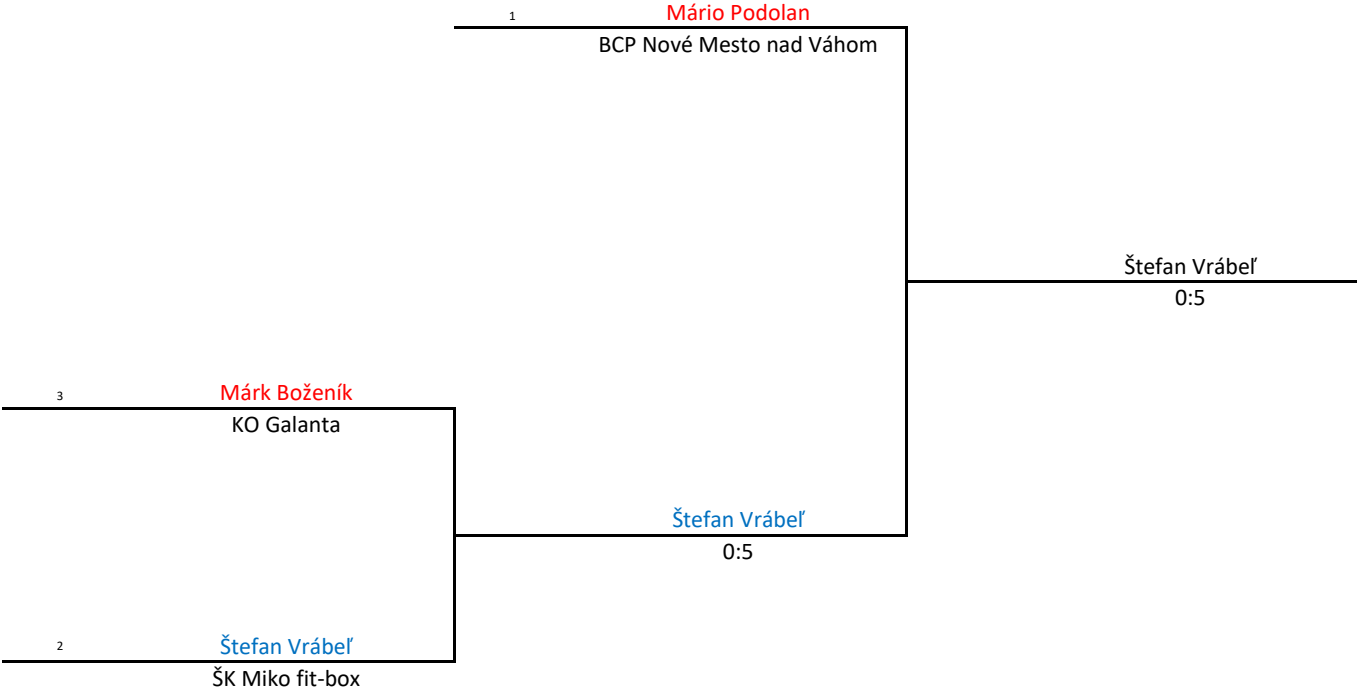 1
Mário Podolan
BCP Nové Mesto nad Váhom
Štefan Vrábeľ
0:5
3
Márk Boženík
KO Galanta
Štefan Vrábeľ
0:5
2
Štefan Vrábeľ
ŠK Miko fit-box